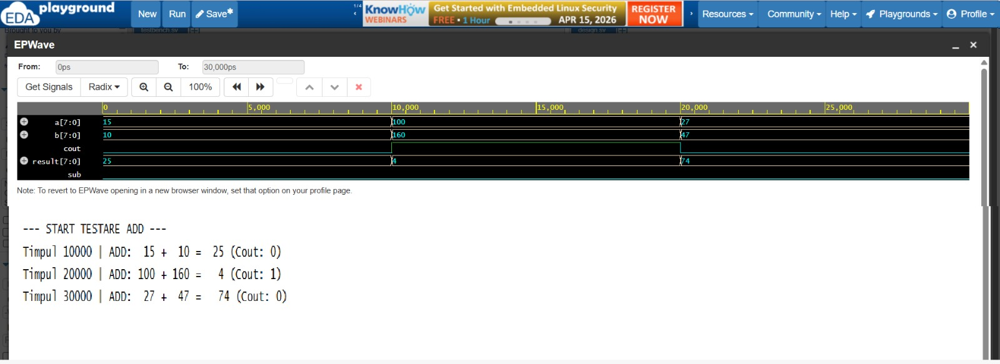 EDA playground New Run Save* 1/4 KnowHow WEBINARS Get Started with Embedded Linux Security FREE • 1 Hour APR 15, 2026 REGISTER NOW Resources Community Help Playgrounds Profile
Brought to you by testbench.sv design.sv
EPWave
From: 0ps To: 30,000ps
Get Signals Radix 100%
0 5,000 10,000 15,000 20,000 25,000
a[7:0] 15 100 27
b[7:0] 10 160 47
cout
result[7:0] 25 4 74
sub
Note: To revert to EPWave opening in a new browser window, set that option on your profile page.
--- START TESTARE ADD ---
Timpul 10000 | ADD: 15 + 10 = 25 (Cout: 0)
Timpul 20000 | ADD: 100 + 160 = 4 (Cout: 1)
Timpul 30000 | ADD: 27 + 47 = 74 (Cout: 0)